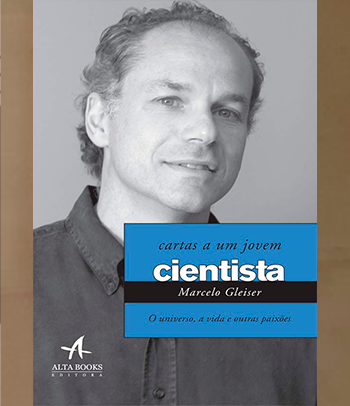 cartas a um jovem
cientista
Marcelo Gleiser
O universo, a vida e outras paixões
ALTA BOOKS
EDITORA